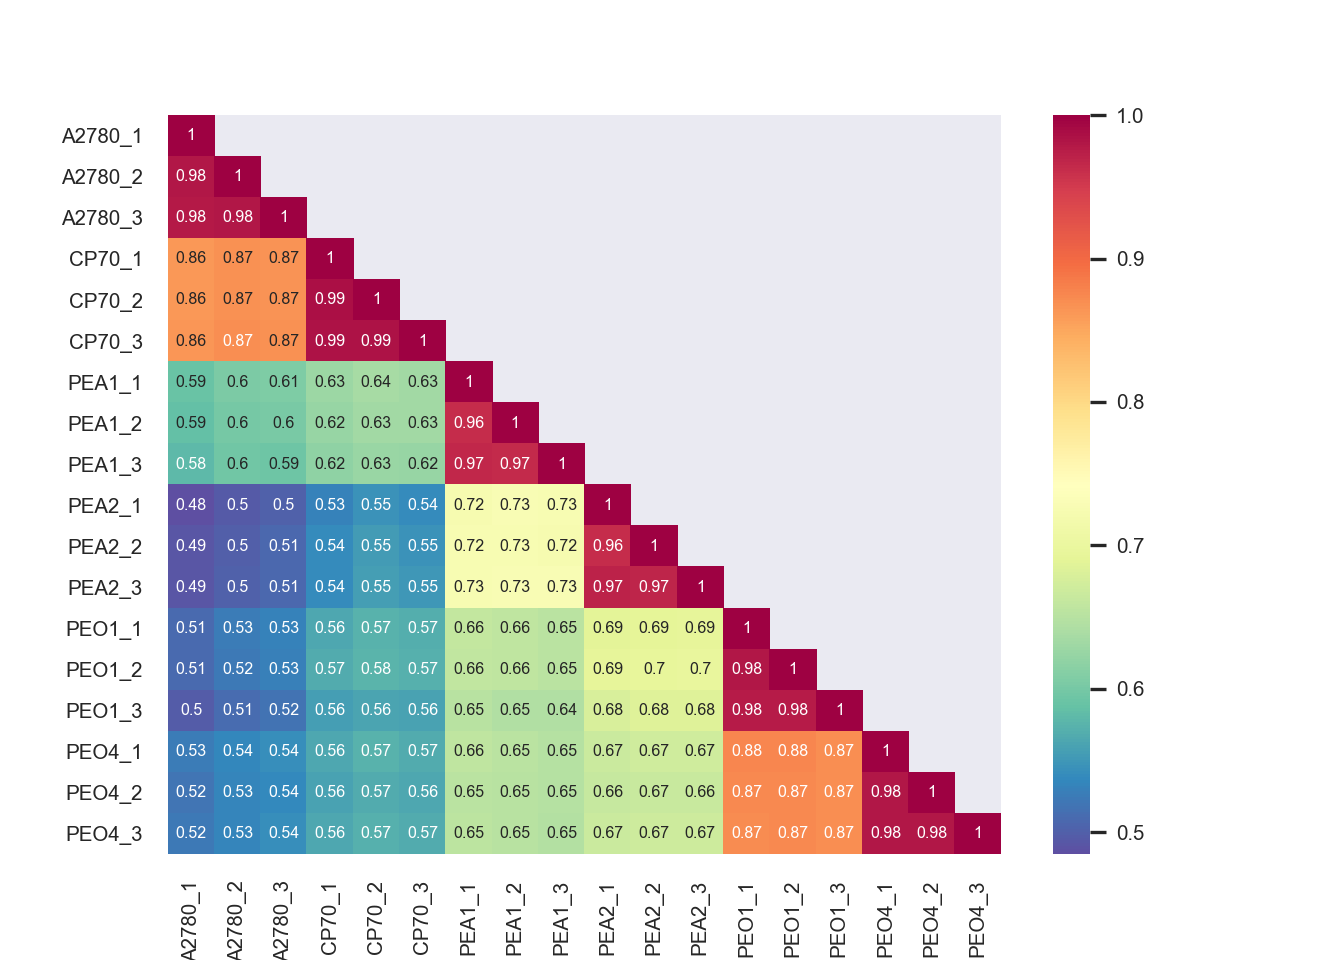 A2780_1 1 1.0
A2780_2 0.98 1
A2780_3 0.98 0.98 1
CP70_1 0.86 0.87 0.87 1 0.9
CP70_2 0.86 0.87 0.87 0.99 1
CP70_3 0.86 0.87 0.87 0.99 0.99 1
PEA1_1 0.59 0.6 0.61 0.63 0.64 0.63 1
PEA1_2 0.59 0.6 0.6 0.62 0.63 0.63 0.96 1 0.8
PEA1_3 0.58 0.6 0.59 0.62 0.63 0.62 0.97 0.97 1
PEA2_1 0.48 0.5 0.5 0.53 0.55 0.54 0.72 0.73 0.73 1
PEA2_2 0.49 0.5 0.51 0.54 0.55 0.55 0.72 0.73 0.72 0.96 1 0.7
PEA2_3 0.49 0.5 0.51 0.54 0.55 0.55 0.73 0.73 0.73 0.97 0.97 1
PEO1_1 0.51 0.53 0.53 0.56 0.57 0.57 0.66 0.66 0.65 0.69 0.69 0.69 1
PEO1_2 0.51 0.52 0.53 0.57 0.58 0.57 0.66 0.66 0.65 0.69 0.7 0.7 0.98 1
PEO1_3 0.5 0.51 0.52 0.56 0.56 0.56 0.65 0.65 0.64 0.68 0.68 0.68 0.98 0.98 1 0.6
PEO4_1 0.53 0.54 0.54 0.56 0.57 0.57 0.66 0.65 0.65 0.67 0.67 0.67 0.88 0.88 0.87 1
PEO4_2 0.52 0.53 0.54 0.56 0.57 0.56 0.65 0.65 0.65 0.66 0.67 0.66 0.87 0.87 0.87 0.98 1
PEO4_3 0.52 0.53 0.54 0.56 0.57 0.57 0.65 0.65 0.65 0.67 0.67 0.67 0.87 0.87 0.87 0.98 0.98 1 0.5
A2780_1 A2780_2 A2780_3 CP70_1 CP70_2 CP70_3 PEA1_1 PEA1_2 PEA1_3 PEA2_1 PEA2_2 PEA2_3 PEO1_1 PEO1_2 PEO1_3 PEO4_1 PEO4_2 PEO4_3